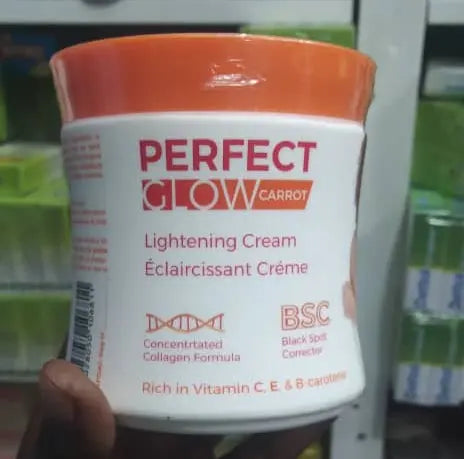 PERFECT
GLOW CARROT
Lightening Cream
Éclaircissant Créme
Concentrtated
Collagen Formula
BSC
Black Spot
Corrector
Rich in Vitamin C, E, & B-carotene